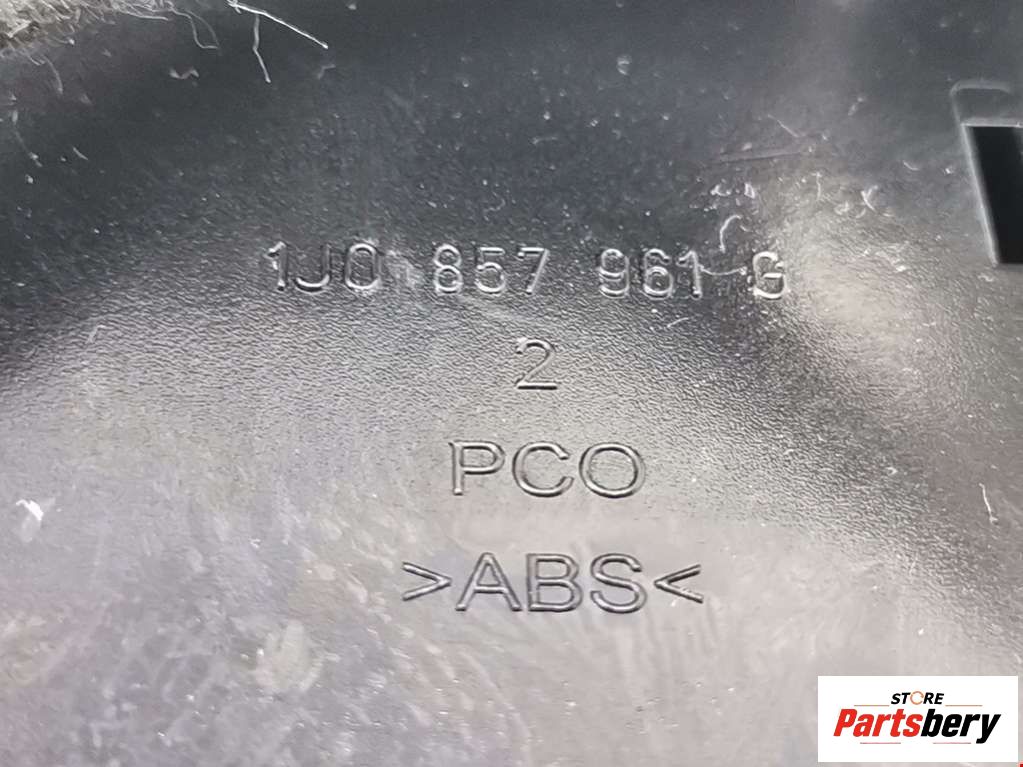 1J0 857 961 G
2
PCO
>ABS<
STORE
Partsbery